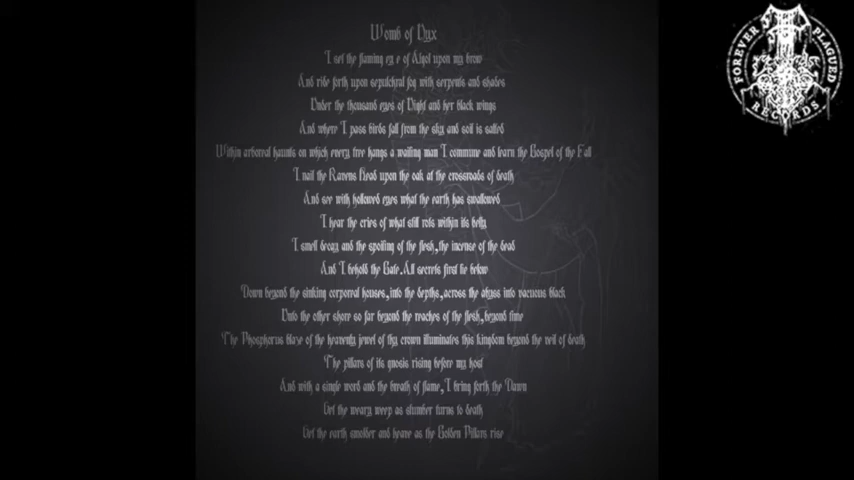 Womb of Nyx
I set the flaming eye of Algol upon my brow
And ride forth upon sepulchral fog with serpents and shades
Under the thousand eyes of Night and her black wings
And where I pass birds fall from the sky and soil is salted
Within arboreal haunts on which every tree hangs a wailing man I commune and learn the Gospel of the Fall
I nail the Ravens Head upon the oak at the crossroads of death
And see with hollowed eyes what the earth has swallowed
I hear the cries of what still rots within its belly
I smell decay and the spoiling of the flesh, the incense of the dead
And I behold the Gate. All secrets first lie below
Down beyond the sinking corporeal houses, into the depths, across the abyss into vacuous black
Unto the other shore so far beyond the reaches of the flesh, beyond time
The Phosphorus blaze of the heavenly jewel of thy crown illuminates this kingdom beyond the veil of death
The pillars of its gnosis rising before my host
And with a single word and the breath of flame, I bring forth the Dawn
Let the weary weep as slumber turns to death
Let the earth smolder and heave as the Golden Pillars rise
FOREVER PLAGUED RECORDS